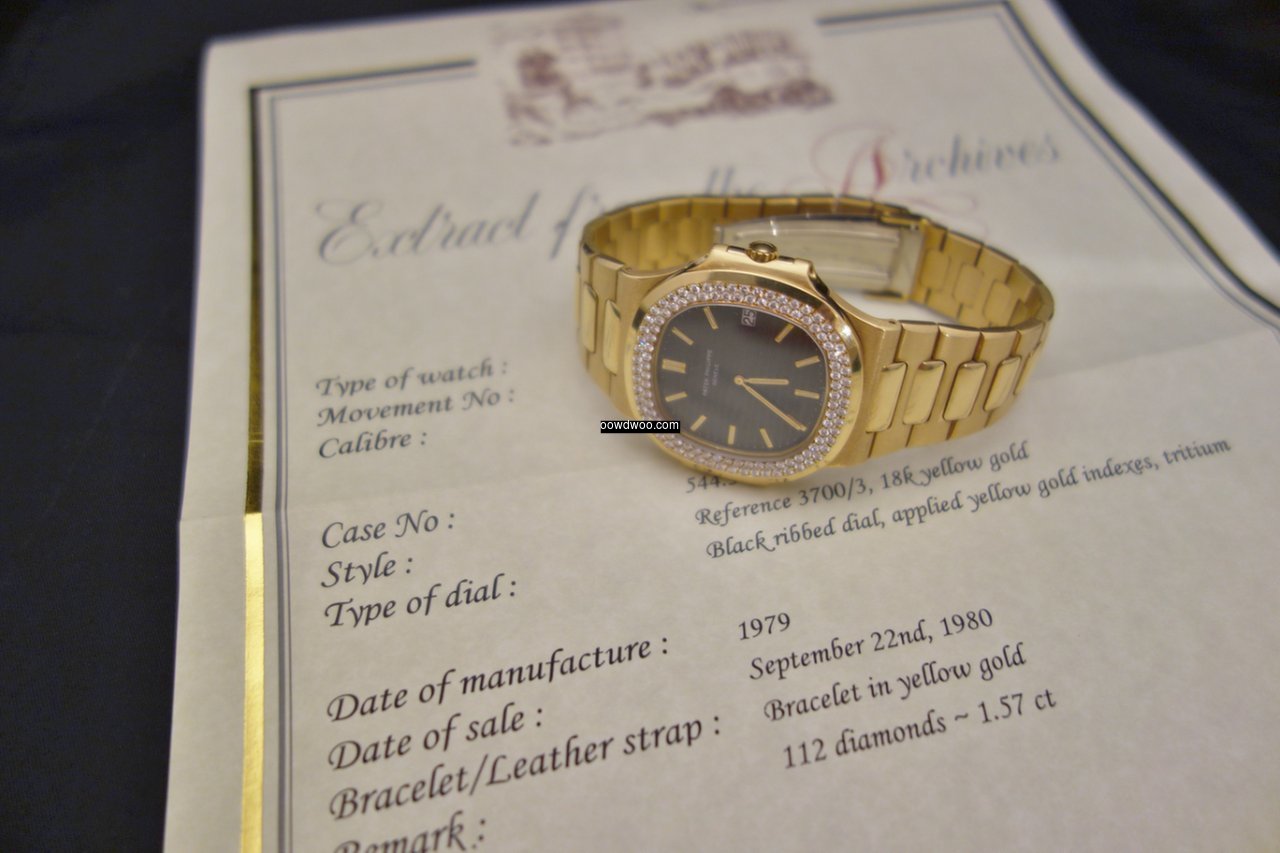 Extract from the Archives
Type of watch :
Movement No :
Calibre :
Case No : 544.
Style : Reference 3700/3, 18k yellow gold
Type of dial : Black ribbed dial, applied yellow gold indexes, tritium
Date of manufacture : 1979
Date of sale : September 22nd, 1980
Bracelet/Leather strap : Bracelet in yellow gold
Remark : 112 diamonds ~ 1.57 ct
25
PATEK PHILIPPE
GENEVE
oowdwoo.com